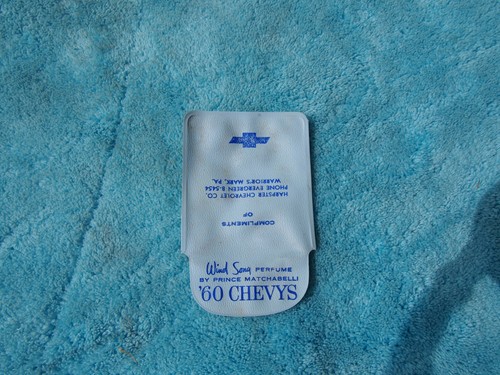 COMPLIMENTS
OF
HARPSTER CHEVROLET CO.
PHONE EVERGREEN 8-5454
WARRIOR'S MARK, PA.
Wind Song PERFUME
BY PRINCE MATCHABELLI
'60 CHEVYS